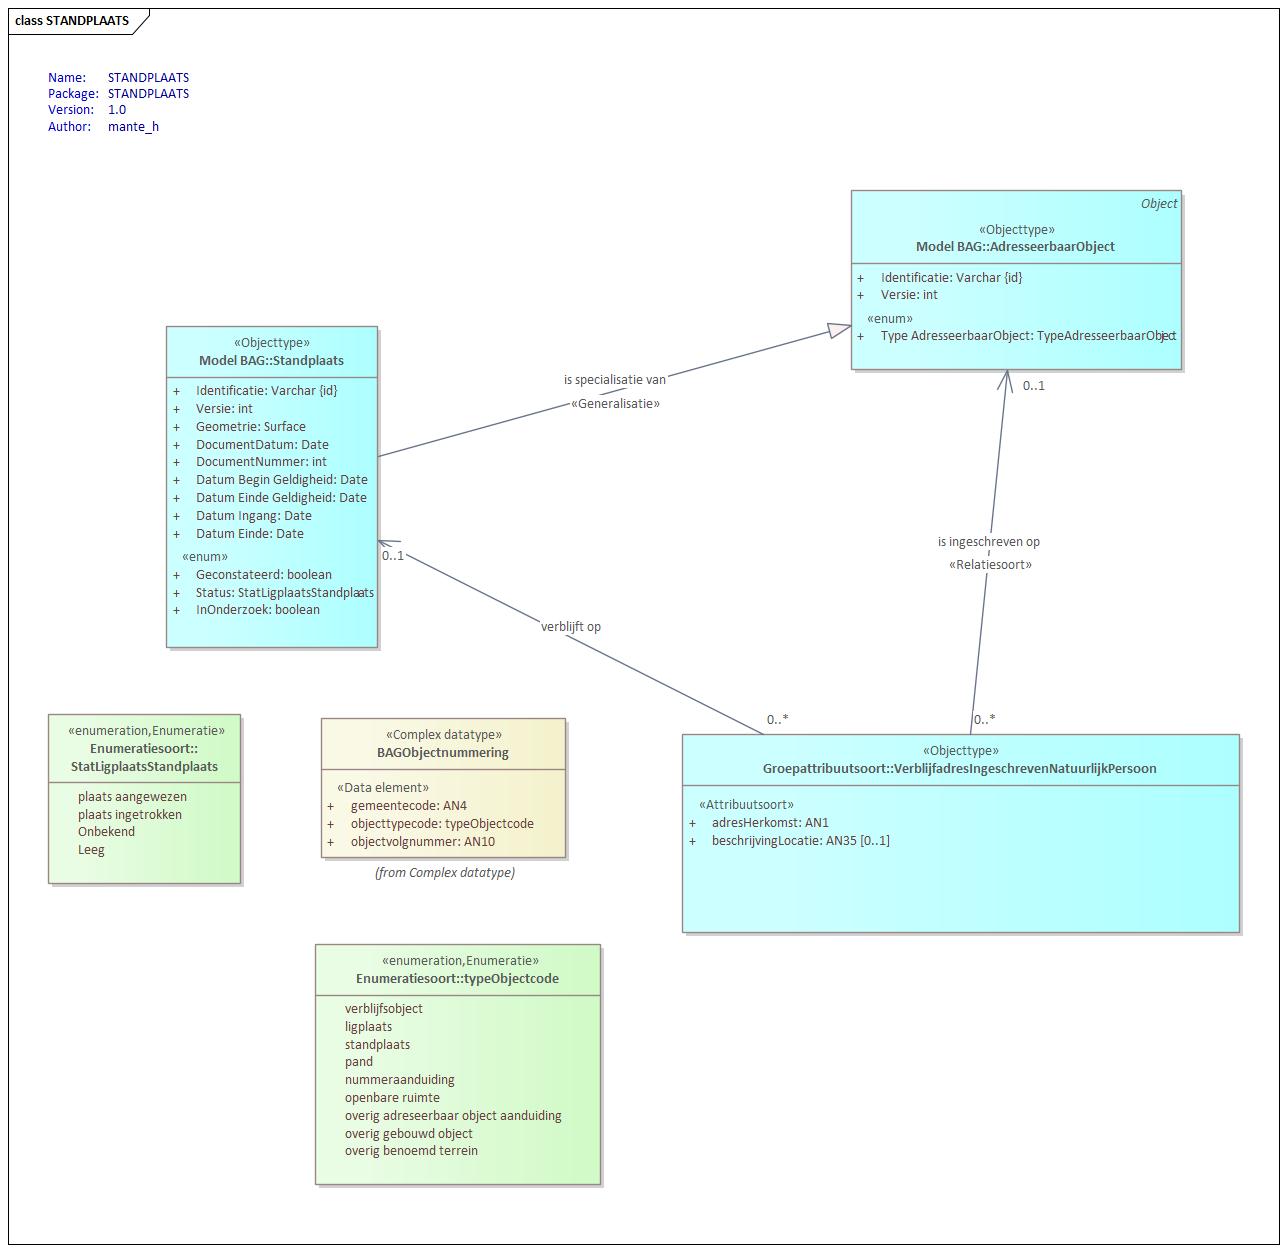 class STANDPLAATS
Name: STANDPLAATS
Package: STANDPLAATS
Version: 1.0
Author: mante_h
Object
«Objecttype»
Model BAG::AdresseerbaarObject
+ Identificatie: Varchar {id}
+ Versie: int
«enum»
+ Type AdresseerbaarObject: TypeAdresseerbaarObject
«Objecttype»
Model BAG::Standplaats
+ Identificatie: Varchar {id}
+ Versie: int
+ Geometrie: Surface
+ DocumentDatum: Date
+ DocumentNummer: int
+ Datum Begin Geldigheid: Date
+ Datum Einde Geldigheid: Date
+ Datum Ingang: Date
+ Datum Einde: Date
«enum»
+ Geconstateerd: boolean
+ Status: StatLigplaatsStandplaats
+ InOnderzoek: boolean
is specialisatie van
«Generalisatie»
0..1
0..1
is ingeschreven op
«Relatiesoort»
verblijft op
0..*
0..*
«enumeration,Enumeratie»
Enumeratiesoort::
StatLigplaatsStandplaats
plaats aangewezen
plaats ingetrokken
Onbekend
Leeg
«Complex datatype»
BAGObjectnummering
«Data element»
+ gemeentecode: AN4
+ objecttypecode: typeObjectcode
+ objectvolgnummer: AN10
(from Complex datatype)
«Objecttype»
Groepattribuutsoort::VerblijfadresIngeschrevenNatuurlijkPersoon
«Attribuutsoort»
+ adresHerkomst: AN1
+ beschrijvingLocatie: AN35 [0..1]
«enumeration,Enumeratie»
Enumeratiesoort::typeObjectcode
verblijfsobject
ligplaats
standplaats
pand
nummeraanduiding
openbare ruimte
overig adreseerbaar object aanduiding
overig gebouwd object
overig benoemd terrein